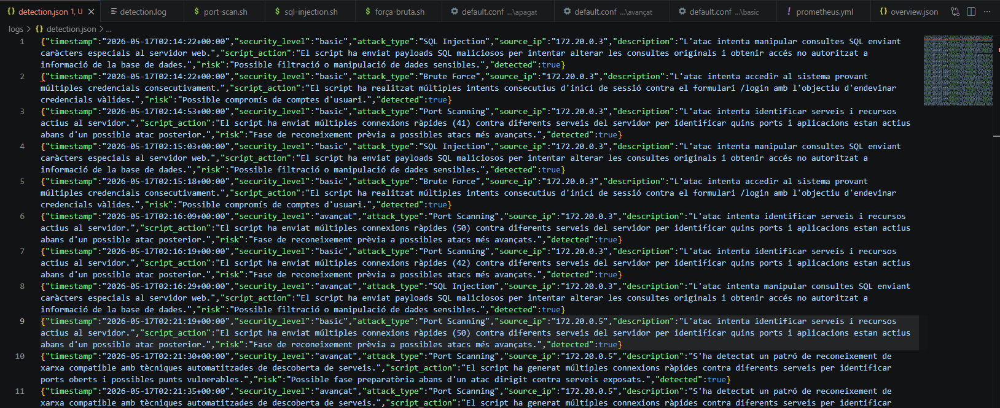 {} detection.json 1, U × detection.log $ port-scan.sh $ sql-injection.sh $ força-bruta.sh default.conf ...\apagat default.conf ...\avançat default.conf ...\basic ! prometheus.yml {} overview.json ...
logs > {} detection.json > ...
1 {"timestamp":"2026-05-17T02:14:22+00:00","security_level":"basic","attack_type":"SQL Injection","source_ip":"172.20.0.3","description":"L'atac intenta manipular consultes SQL enviant
caràcters especials al servidor web.","script_action":"El script ha enviat payloads SQL maliciosos per intentar alterar les consultes originals i obtenir accés no autoritzat a
informació de la base de dades.","risk":"Possible filtració o manipulació de dades sensibles.","detected":true}
2 {"timestamp":"2026-05-17T02:14:22+00:00","security_level":"basic","attack_type":"Brute Force","source_ip":"172.20.0.3","description":"L'atac intenta accedir al sistema provant
múltiples credencials consecutivament.","script_action":"El script ha realitzat múltiples intents consecutius d'inici de sessió contra el formulari /login amb l'objectiu d'endevinar
credencials vàlides.","risk":"Possible compromís de comptes d'usuari.","detected":true}
3 {"timestamp":"2026-05-17T02:14:53+00:00","security_level":"basic","attack_type":"Port Scanning","source_ip":"172.20.0.3","description":"L'atac intenta identificar serveis i recursos
actius al servidor.","script_action":"El script ha enviat múltiples connexions ràpides (41) contra diferents serveis del servidor per identificar quins ports i aplicacions estan actius
abans d'un possible atac posterior.","risk":"Fase de reconeixement prèvia a possibles atacs més avançats.","detected":true}
4 {"timestamp":"2026-05-17T02:15:03+00:00","security_level":"basic","attack_type":"SQL Injection","source_ip":"172.20.0.3","description":"L'atac intenta manipular consultes SQL enviant
caràcters especials al servidor web.","script_action":"El script ha enviat payloads SQL maliciosos per intentar alterar les consultes originals i obtenir accés no autoritzat a
informació de la base de dades.","risk":"Possible filtració o manipulació de dades sensibles.","detected":true}
5 {"timestamp":"2026-05-17T02:15:18+00:00","security_level":"basic","attack_type":"Brute Force","source_ip":"172.20.0.3","description":"L'atac intenta accedir al sistema provant
múltiples credencials consecutivament.","script_action":"El script ha realitzat múltiples intents consecutius d'inici de sessió contra el formulari /login amb l'objectiu d'endevinar
credencials vàlides.","risk":"Possible compromís de comptes d'usuari.","detected":true}
6 {"timestamp":"2026-05-17T02:16:09+00:00","security_level":"avançat","attack_type":"Port Scanning","source_ip":"172.20.0.3","description":"L'atac intenta identificar serveis i recursos
actius al servidor.","script_action":"El script ha enviat múltiples connexions ràpides (50) contra diferents serveis del servidor per identificar quins ports i aplicacions estan actius
abans d'un possible atac posterior.","risk":"Fase de reconeixement prèvia a possibles atacs més avançats.","detected":true}
7 {"timestamp":"2026-05-17T02:16:19+00:00","security_level":"basic","attack_type":"Port Scanning","source_ip":"172.20.0.3","description":"L'atac intenta identificar serveis i recursos
actius al servidor.","script_action":"El script ha enviat múltiples connexions ràpides (42) contra diferents serveis del servidor per identificar quins ports i aplicacions estan actius
abans d'un possible atac posterior.","risk":"Fase de reconeixement prèvia a possibles atacs més avançats.","detected":true}
8 {"timestamp":"2026-05-17T02:16:29+00:00","security_level":"avançat","attack_type":"SQL Injection","source_ip":"172.20.0.3","description":"L'atac intenta manipular consultes SQL enviant
caràcters especials al servidor web.","script_action":"El script ha enviat payloads SQL maliciosos per intentar alterar les consultes originals i obtenir accés no autoritzat a
informació de la base de dades.","risk":"Possible filtració o manipulació de dades sensibles.","detected":true}
9 {"timestamp":"2026-05-17T02:21:19+00:00","security_level":"basic","attack_type":"Port Scanning","source_ip":"172.20.0.5","description":"L'atac intenta identificar serveis i recursos
actius al servidor.","script_action":"El script ha enviat múltiples connexions ràpides (50) contra diferents serveis del servidor per identificar quins ports i aplicacions estan actius
abans d'un possible atac posterior.","risk":"Fase de reconeixement prèvia a possibles atacs més avançats.","detected":true}
10 {"timestamp":"2026-05-17T02:21:30+00:00","security_level":"avançat","attack_type":"Port Scanning","source_ip":"172.20.0.5","description":"S'ha detectat un patró de reconeixement de
xarxa compatible amb tècniques automatitzades de descoberta de serveis.","script_action":"El script ha generat múltiples connexions ràpides contra diferents serveis per identificar
ports oberts i possibles punts vulnerables.","risk":"Possible fase preparatòria abans d'un atac dirigit contra serveis exposats.","detected":true}
11 {"timestamp":"2026-05-17T02:21:35+00:00","security_level":"avançat","attack_type":"Port Scanning","source_ip":"172.20.0.5","description":"S'ha detectat un patró de reconeixement de
xarxa compatible amb tècniques automatitzades de descoberta de serveis.","script_action":"El script ha generat múltiples connexions ràpides contra diferents serveis per identificar